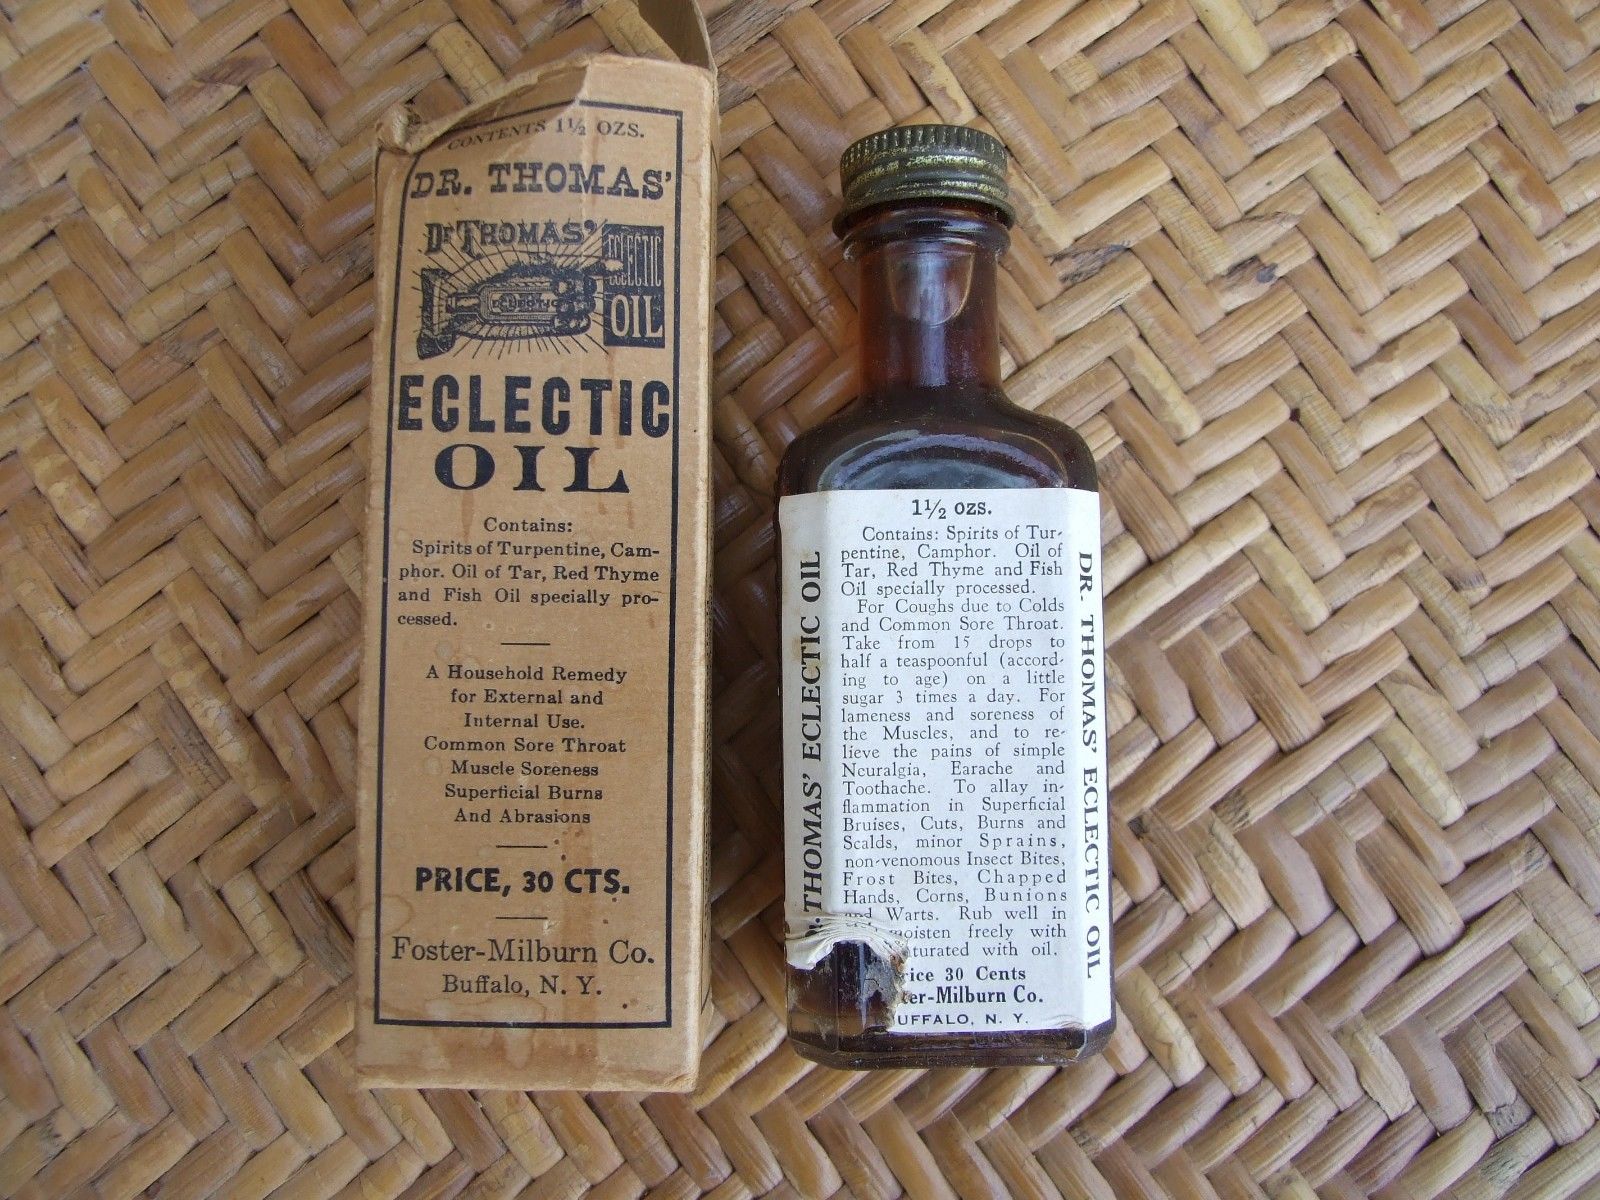 CONTENTS 1½ OZS.
DR. THOMAS'
Dr THOMAS'
ECLECTIC
OIL
ECLECTIC
ECLECTIC
OIL
Contains:
Spirits of Turpentine, Cam-
phor. Oil of Tar, Red Thyme
and Fish Oil specially pro-
cessed.
A Household Remedy
for External and
Internal Use.
Common Sore Throat
Muscle Soreness
Superficial Burns
And Abrasions
PRICE, 30 CTS.
Foster-Milburn Co.
Buffalo, N. Y.
THOMAS' ECLECTIC OIL
1½ OZS.
Contains: Spirits of Tur-
pentine, Camphor. Oil of
Tar, Red Thyme and Fish
Oil specially processed.
For Coughs due to Colds
and Common Sore Throat.
Take from 15 drops to
half a teaspoonful (accord-
ing to age) on a little
sugar 3 times a day. For
lameness and soreness of
the Muscles, and to re-
lieve the pains of simple
Neuralgia, Earache and
Toothache. To allay in-
flammation in Superficial
Bruises, Cuts, Burns and
Scalds, minor Sprains,
non-venomous Insect Bites,
Frost Bites, Chapped
Hands, Corns, Bunions
and Warts. Rub well in
moisten freely with
aturated with oil.
rice 30 Cents
ter-Milburn Co.
UFFALO, N. Y.
DR. THOMAS' ECLECTIC OIL